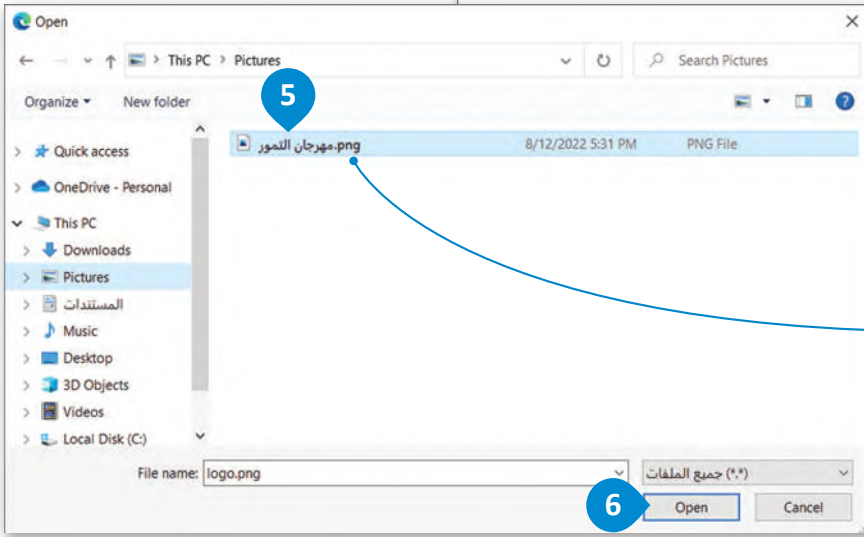 Open
This PC > Pictures
Search Pictures
Organize
New folder
5
مهرجان التمور.png
8/12/2022 5:31 PM
PNG File
Quick access
OneDrive - Personal
This PC
Downloads
Pictures
المستندات
Music
Desktop
3D Objects
Videos
Local Disk (C:)
File name: logo.png
جميع الملفات (*.*)
6
Open
Cancel